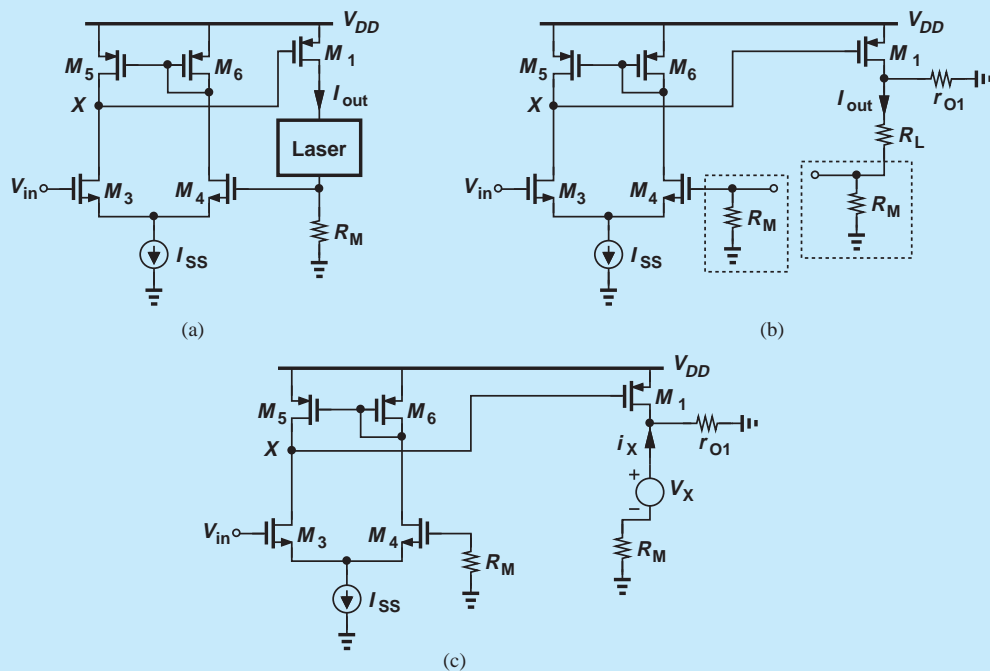 V_DD
M_5
M_6
M_1
X
I_out
Laser
V_in
M_3
M_4
R_M
I_SS
(a)
V_DD
M_5
M_6
M_1
X
I_out
r_O1
R_L
V_in
M_3
M_4
R_M
R_M
I_SS
(b)
V_DD
M_5
M_6
M_1
X
i_X
r_O1
+
V_X
−
V_in
M_3
M_4
R_M
R_M
I_SS
(c)